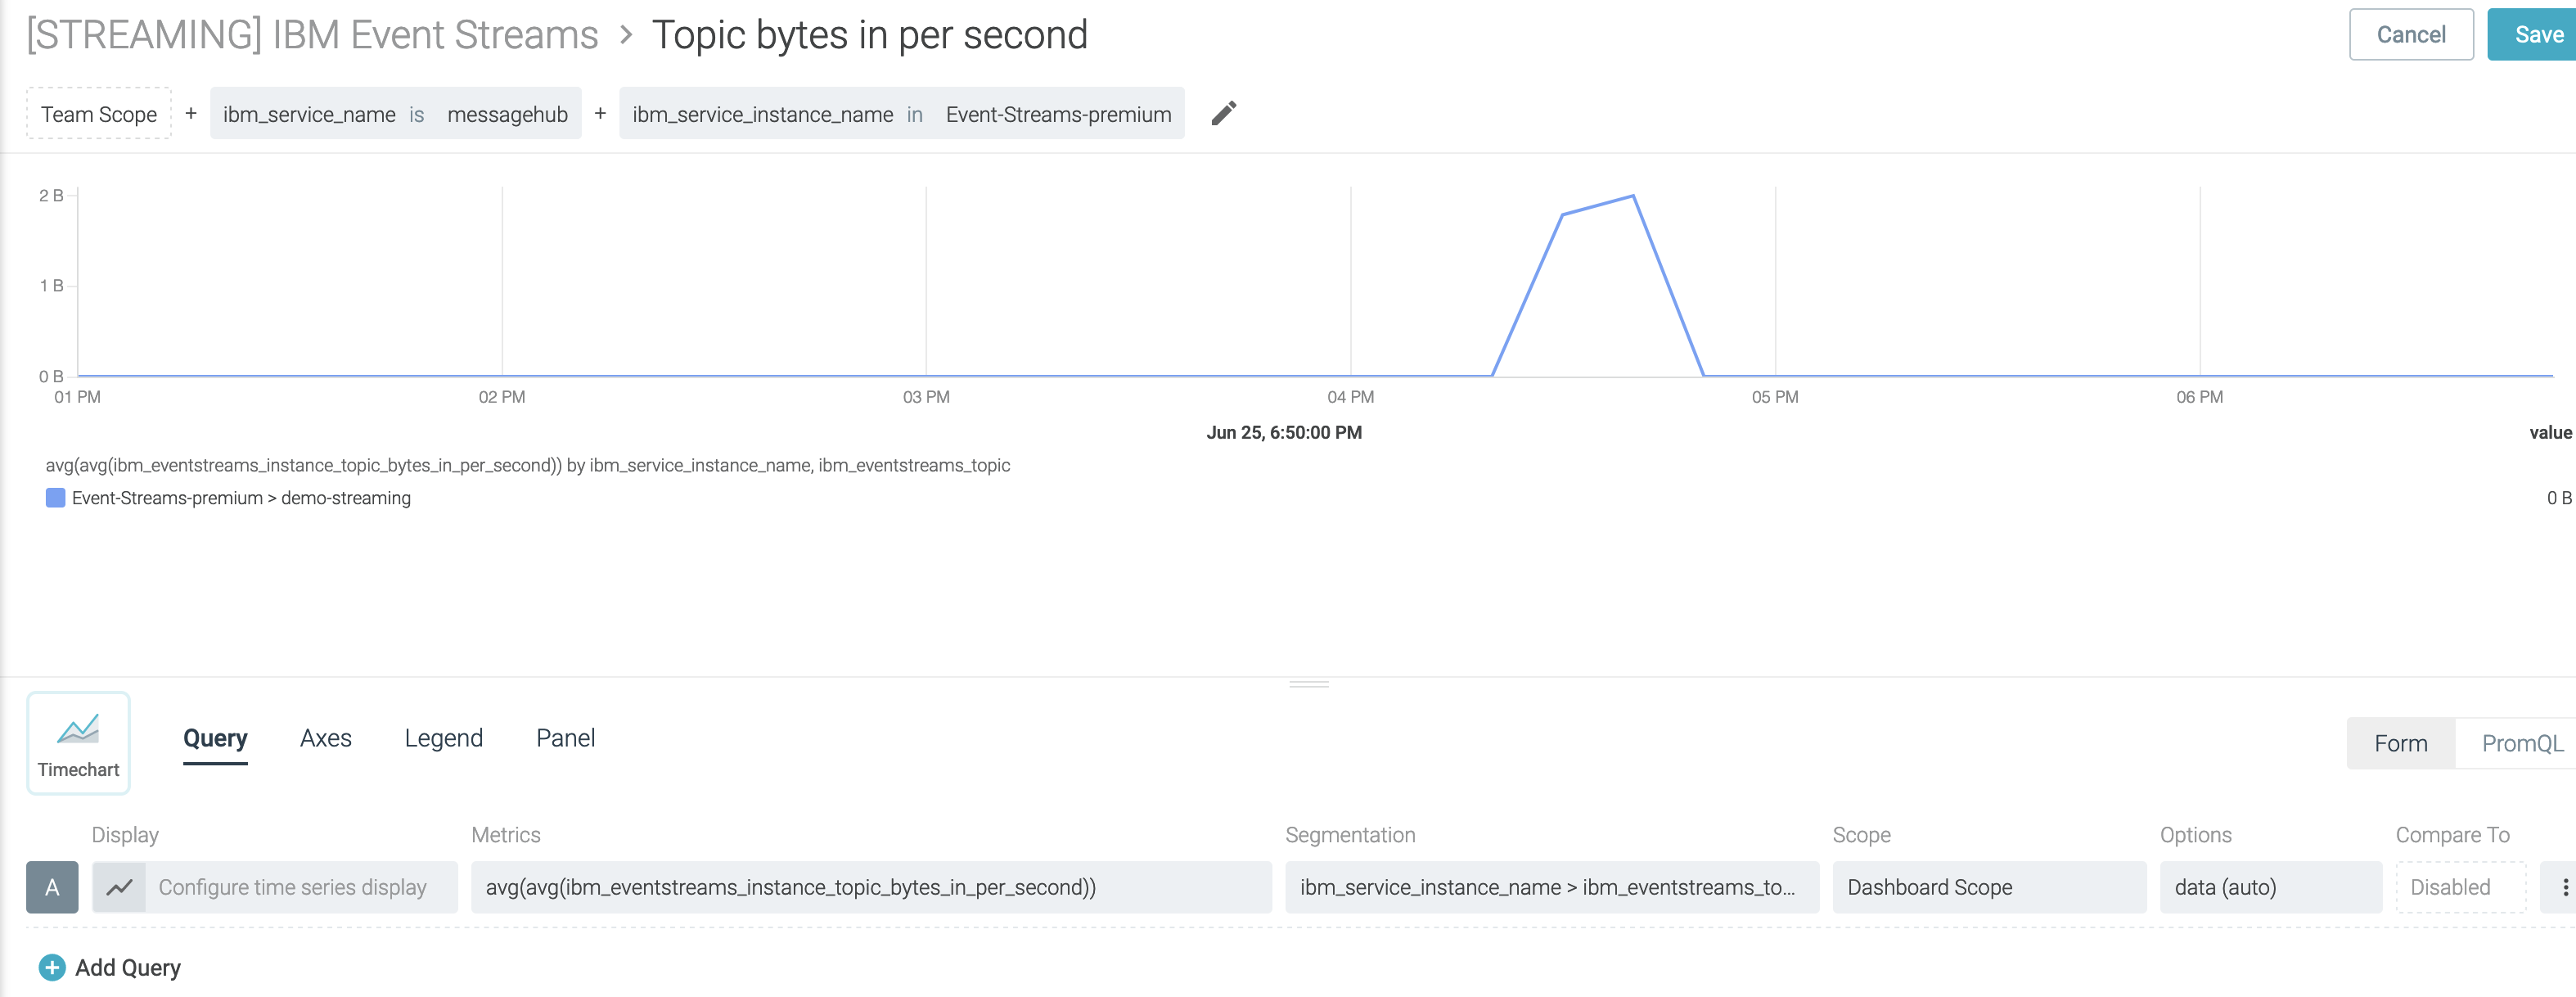 [STREAMING] IBM Event Streams > Topic bytes in per second
Cancel
Save
Team Scope + ibm_service_name is messagehub + ibm_service_instance_name in Event-Streams-premium
2 B
1 B
0 B
01 PM 02 PM 03 PM 04 PM 05 PM 06 PM
Jun 25, 6:50:00 PM value
avg(avg(ibm_eventstreams_instance_topic_bytes_in_per_second)) by ibm_service_instance_name, ibm_eventstreams_topic
Event-Streams-premium > demo-streaming 0 B
Timechart
Query Axes Legend Panel
Form PromQL
Display Metrics Segmentation Scope Options Compare To
A Configure time series display avg(avg(ibm_eventstreams_instance_topic_bytes_in_per_second)) ibm_service_instance_name > ibm_eventstreams_to... Dashboard Scope data (auto) Disabled
+ Add Query